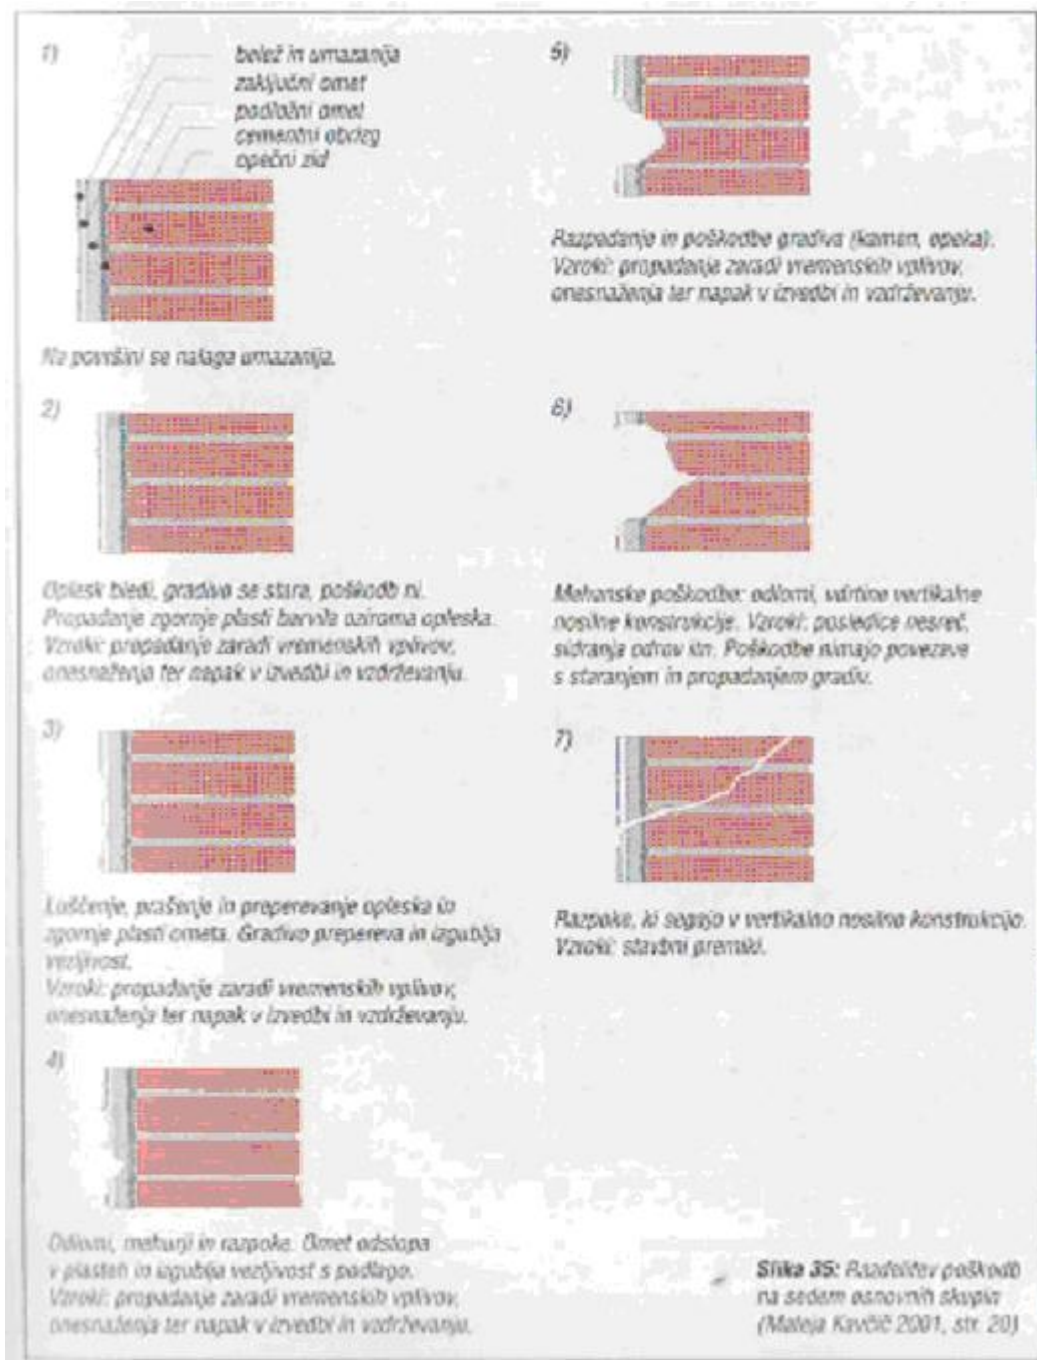 1)
belež in umazanija
zaključni omet
podložni omet
cementni obrizg
opečni zid
Na površini se nalaga umazanija.
2)
Oplesk bledi, gradivo se stara, poškodb ni.
Propadanje zgornje plasti barvila oziroma opleska.
Vzroki: propadanje zaradi vremenskih vplivov,
onesnaženja ter napak v izvedbi in vzdrževanju.
3)
Luščenje, prašenje in preperevanje opleska in
zgornje plasti ometa. Gradivo prepereva in izgublja
vezljivost.
Vzroki: propadanje zaradi vremenskih vplivov,
onesnaženja ter napak v izvedbi in vzdrževanju.
4)
Odlomi, mehurji in razpoke. Omet odstopa
v plasteh in izgublja vezljivost s podlago.
Vzroki: propadanje zaradi vremenskih vplivov,
onesnaženja ter napak v izvedbi in vzdrževanju.
5)
Razpadanje in poškodbe gradiva (kamen, opeka).
Vzroki: propadanje zaradi vremenskih vplivov,
onesnaženja ter napak v izvedbi in vzdrževanju.
6)
Mehanske poškodbe: odlomi, vdrtine vertikalne
nosilne konstrukcije. Vzroki: posledice nesreč,
sidranja odrov itn. Poškodbe nimajo povezave
s staranjem in propadanjem gradiv.
7)
Razpoke, ki segajo v vertikalno nosilno konstrukcijo.
Vzroki: stavbni premiki.
Slika 35: Razdelitev poškodb
na sedem osnovnih skupin
(Mateja Kavčič 2001, str. 20)